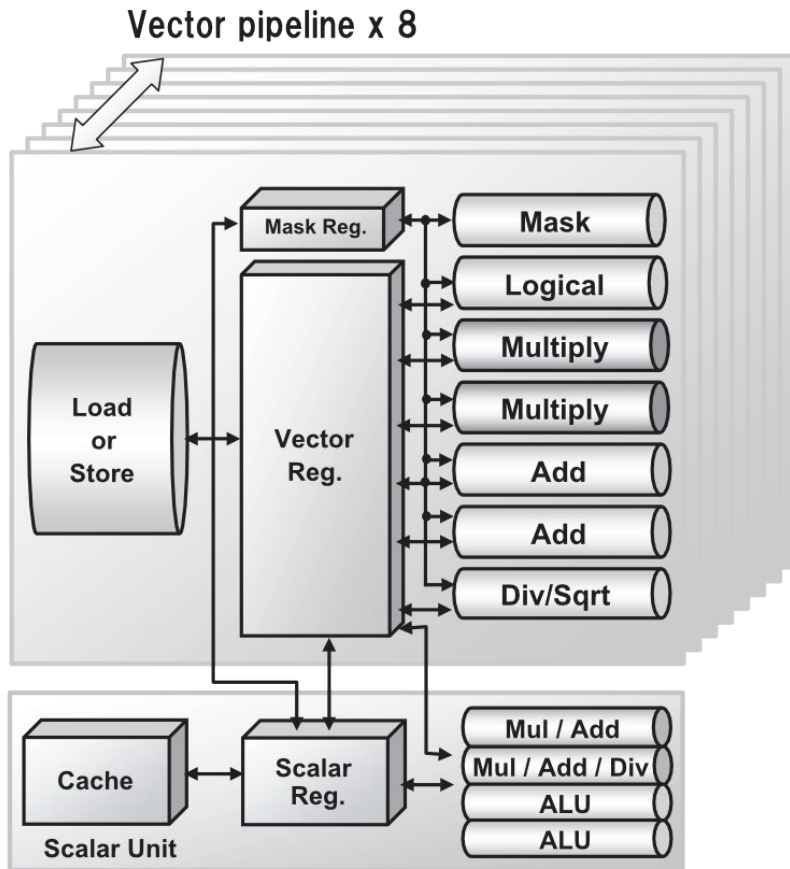 Vector pipeline x 8
Mask Reg.
Mask
Logical
Multiply
Multiply
Add
Add
Div/Sqrt
Load
or
Store
Vector
Reg.
Mul / Add
Mul / Add / Div
ALU
ALU
Cache
Scalar
Reg.
Scalar Unit